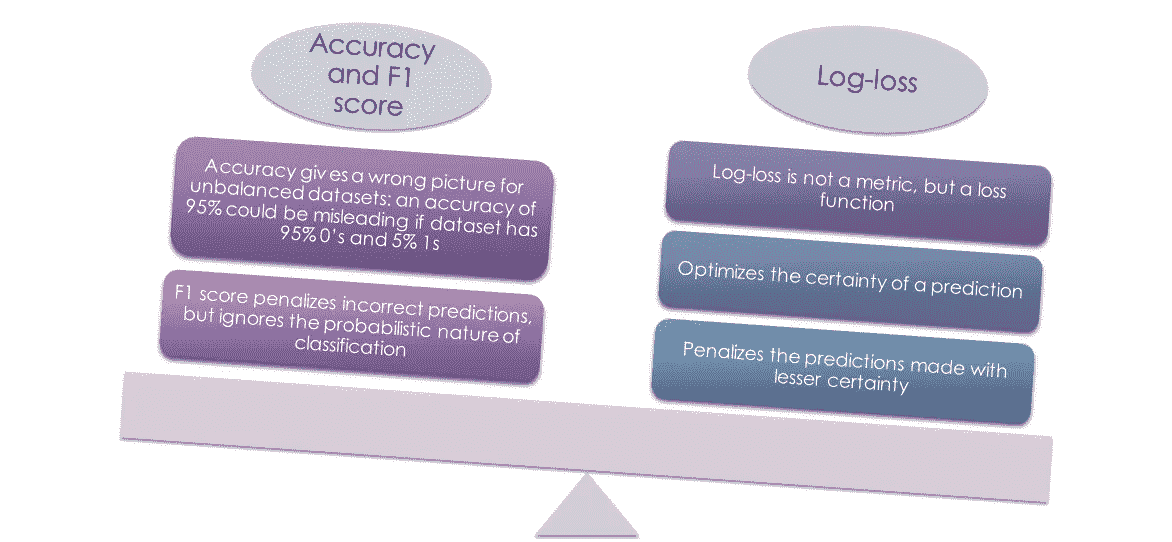 Accuracy
and F1
score
Accuracy gives a wrong picture for
unbalanced datasets: an accuracy of
95% could be misleading if dataset has
95% 0's and 5% 1s
F1 score penalizes incorrect predictions,
but ignores the probabilistic nature of
classification
Log-loss
Log-loss is not a metric, but a loss
function
Optimizes the certainty of a prediction
Penalizes the predictions made with
lesser certainty